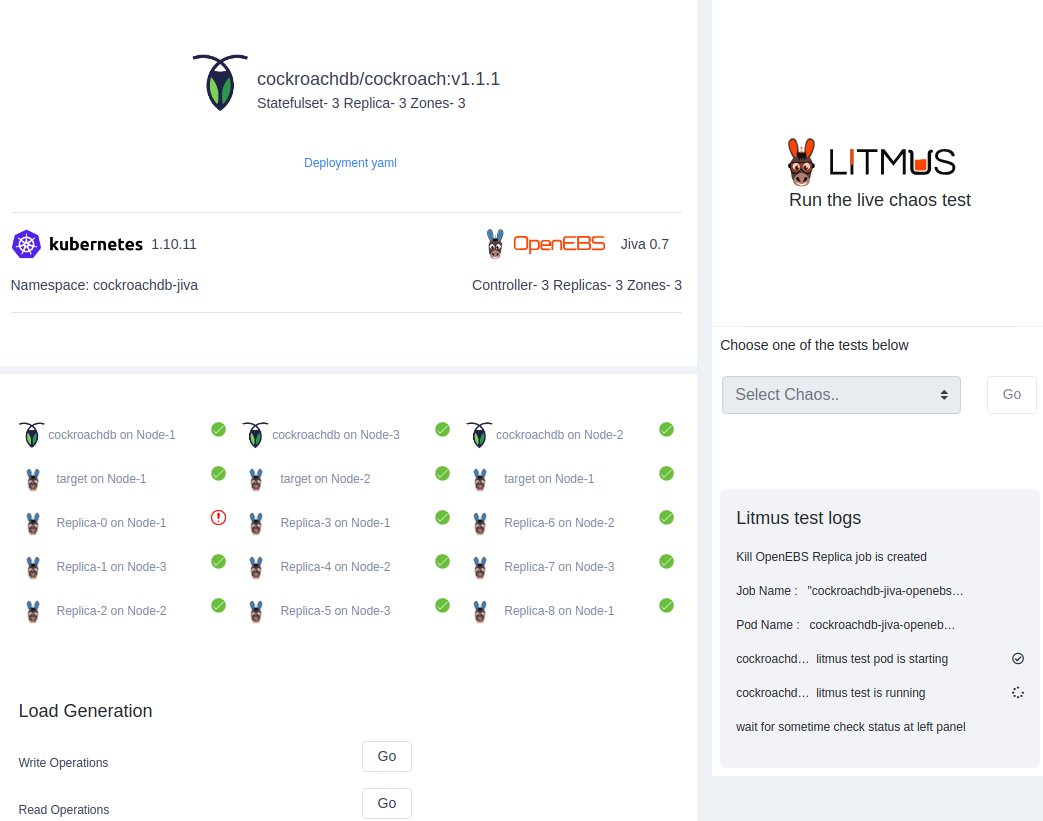 cockroachdb/cockroach:v1.1.1
Statefulset- 3 Replica- 3 Zones- 3
Deployment yaml
kubernetes 1.10.11
OpenEBS Jiva 0.7
Namespace: cockroachdb-jiva
Controller- 3 Replicas- 3 Zones- 3
cockroachdb on Node-1
cockroachdb on Node-3
cockroachdb on Node-2
target on Node-1
target on Node-2
target on Node-1
Replica-0 on Node-1
Replica-3 on Node-1
Replica-6 on Node-2
Replica-1 on Node-3
Replica-4 on Node-2
Replica-7 on Node-3
Replica-2 on Node-2
Replica-5 on Node-3
Replica-8 on Node-1
Load Generation
Write Operations
Go
Read Operations
Go
LITMUS
Run the live chaos test
Choose one of the tests below
Select Chaos..
Go
Litmus test logs
Kill OpenEBS Replica job is created
Job Name : "cockroachdb-jiva-openebs…
Pod Name : cockroachdb-jiva-openeb…
cockroachd… litmus test pod is starting
cockroachd… litmus test is running
wait for sometime check status at left panel